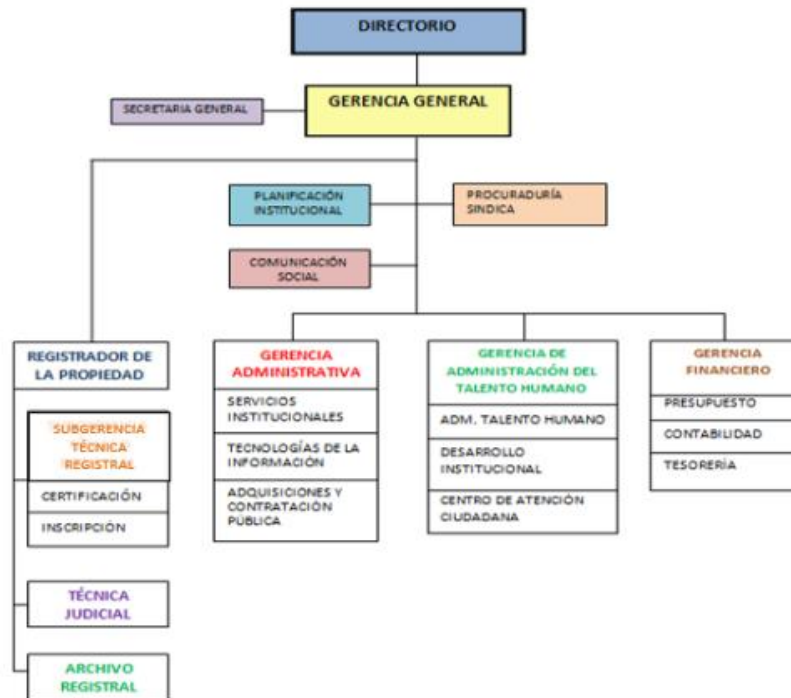 DIRECTORIO
GERENCIA GENERAL
SECRETARIA GENERAL
PLANIFICACIÓN
INSTITUCIONAL
PROCURADURÍA
SINDICA
COMUNICACIÓN
SOCIAL
REGISTRADOR DE
LA PROPIEDAD
SUBGERENCIA
TÉCNICA
REGISTRAL
CERTIFICACIÓN
INSCRIPCIÓN
TÉCNICA
JUDICIAL
ARCHIVO
REGISTRAL
GERENCIA
ADMINISTRATIVA
SERVICIOS
INSTITUCIONALES
TECNOLOGÍAS DE LA
INFORMACIÓN
ADQUISICIONES Y
CONTRATACIÓN
PÚBLICA
GERENCIA DE
ADMINISTRACIÓN DEL
TALENTO HUMANO
ADM. TALENTO HUMANO
DESARROLLO
INSTITUCIONAL
CENTRO DE ATENCIÓN
CIUDADANA
GERENCIA
FINANCIERO
PRESUPUESTO
CONTABILIDAD
TESORERÍA